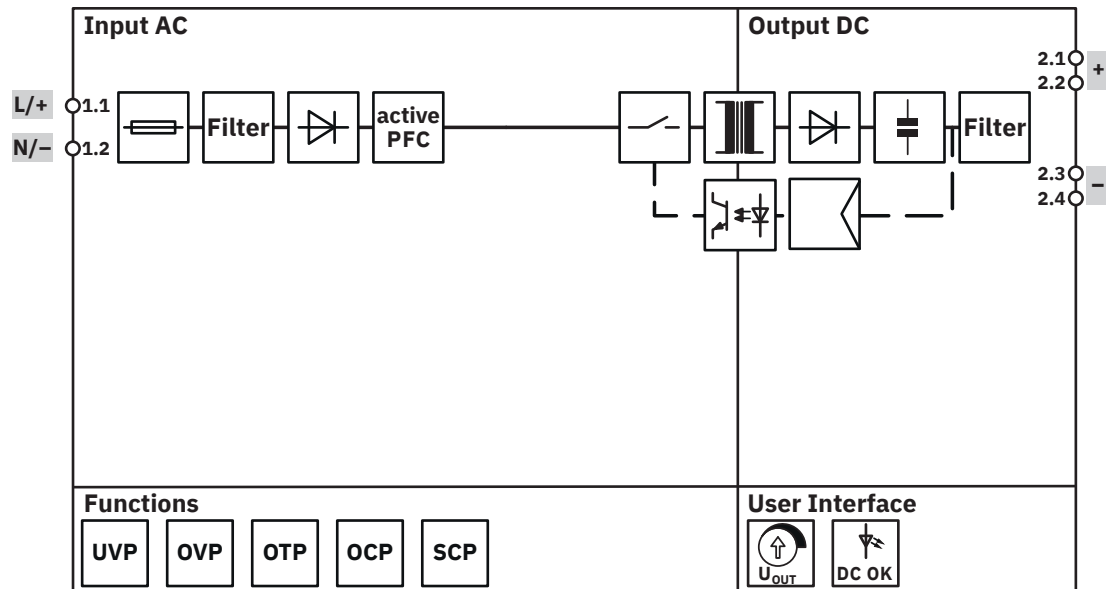 Input AC
Output DC
2.1
+
2.2
L/+
1.1
N/–
1.2
Filter
active
PFC
Filter
2.3
–
2.4
Functions
User Interface
UVP
OVP
OTP
OCP
SCP
UOUT
DC OK